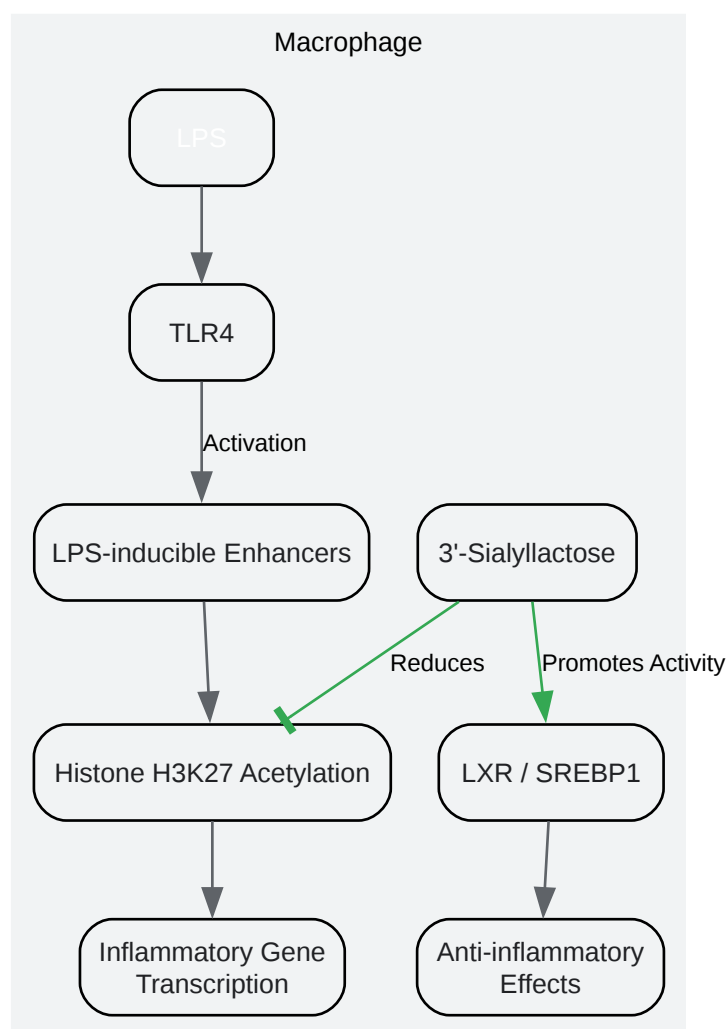 Macrophage
LPS
TLR4
Activation
LPS-inducible Enhancers
3'-Sialyllactose
Reduces
Promotes Activity
Histone H3K27 Acetylation
LXR / SREBP1
Inflammatory Gene
Transcription
Anti-inflammatory
Effects